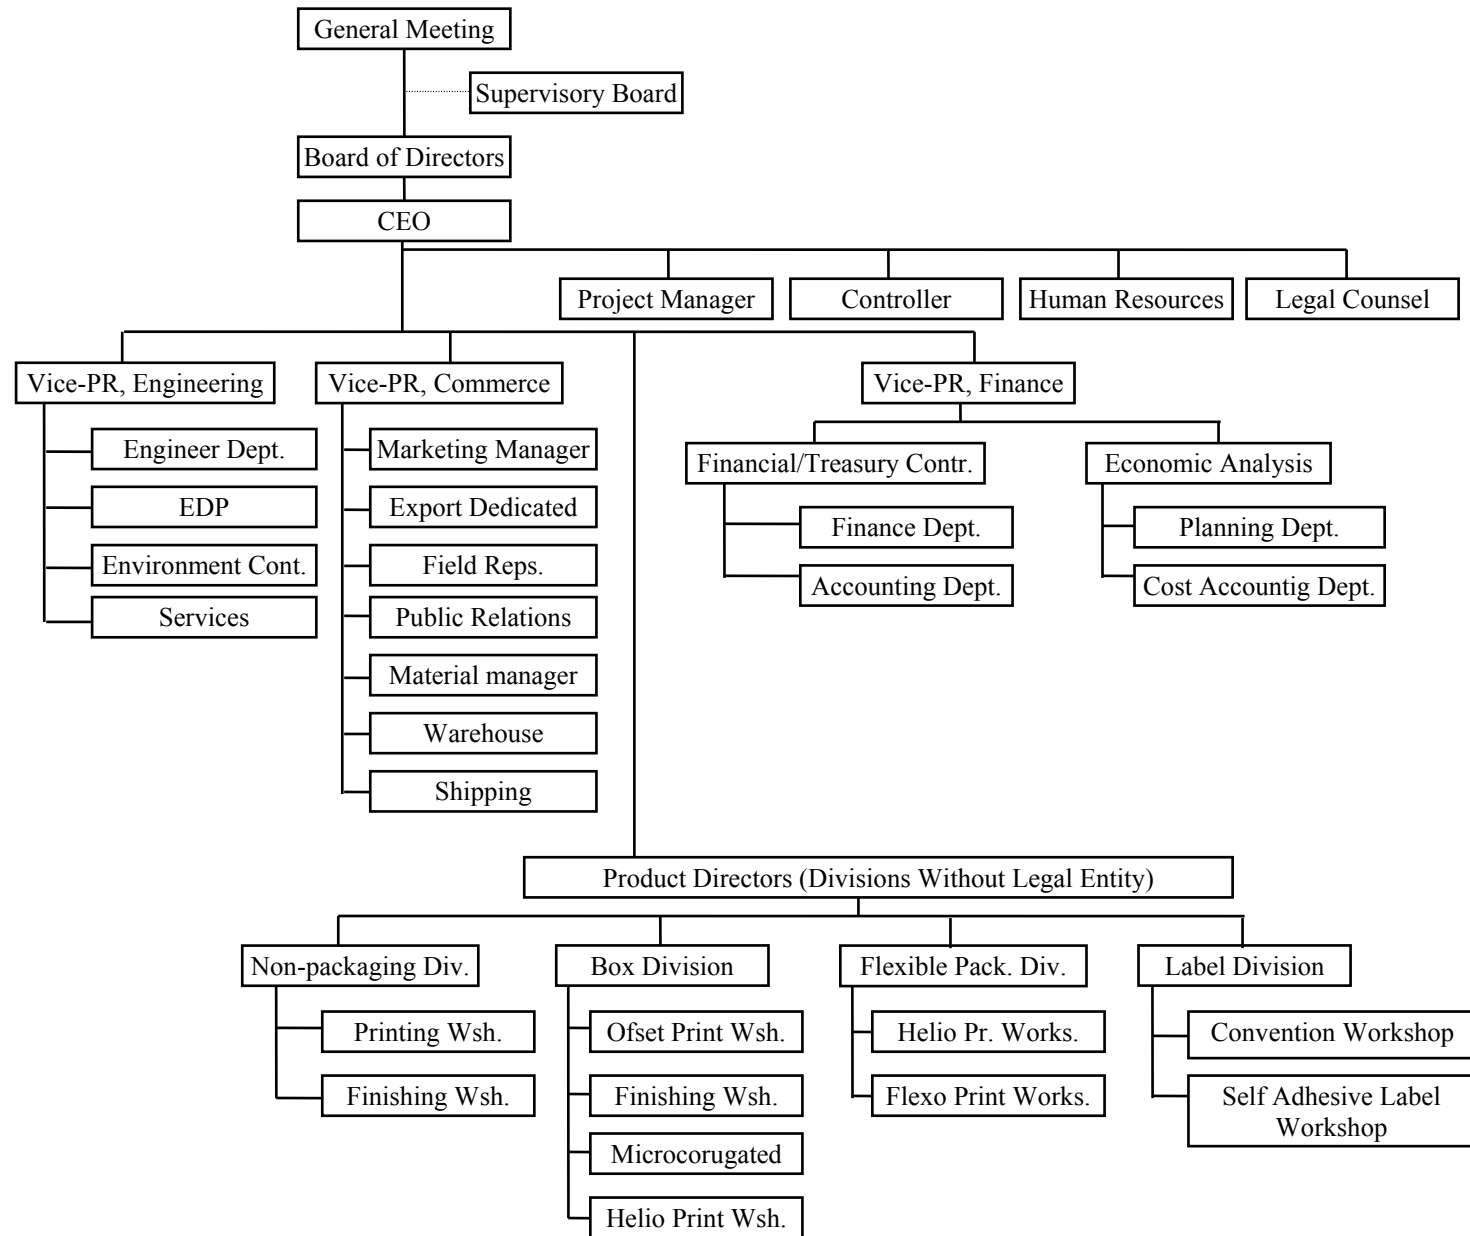 General Meeting
Supervisory Board
Board of Directors
CEO
Project Manager
Controller
Human Resources
Legal Counsel
Vice-PR, Engineering
Vice-PR, Commerce
Vice-PR, Finance
Engineer Dept.
EDP
Environment Cont.
Services
Marketing Manager
Export Dedicated
Field Reps.
Public Relations
Material manager
Warehouse
Shipping
Financial/Treasury Contr.
Economic Analysis
Finance Dept.
Accounting Dept.
Planning Dept.
Cost Accountig Dept.
Product Directors (Divisions Without Legal Entity)
Non-packaging Div.
Box Division
Flexible Pack. Div.
Label Division
Printing Wsh.
Finishing Wsh.
Ofset Print Wsh.
Finishing Wsh.
Microcorugated
Helio Print Wsh.
Helio Pr. Works.
Flexo Print Works.
Convention Workshop
Self Adhesive Label
Workshop